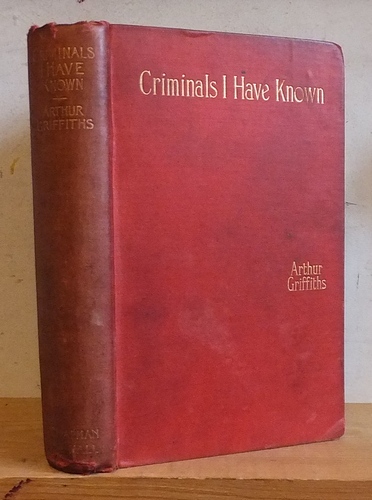 CRIMINALS
I HAVE
KNOWN
ARTHUR
GRIFFITHS
Criminals I Have Known
Arthur
Griffiths